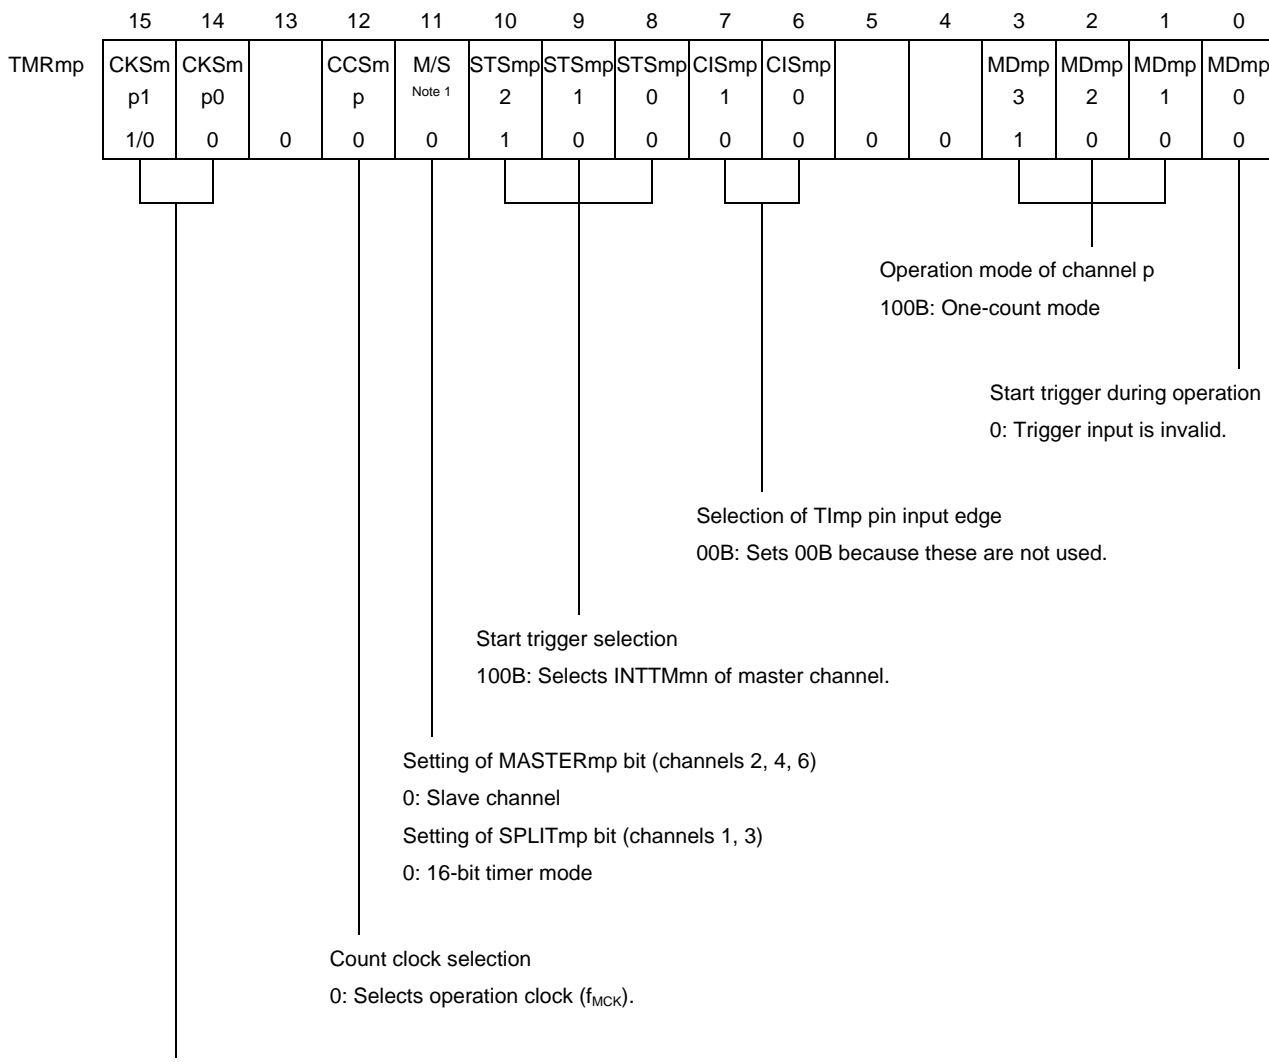 15 14 13 12 11 10 9 8 7 6 5 4 3 2 1 0
TMRmp CKSm CKSm CCSm M/S STSmp STSmp STSmp CISmp CISmp MDmp MDmp MDmp MDmp
p1 p0 p Note 1 2 1 0 1 0 3 2 1 0
1/0 0 0 0 0 1 0 0 0 0 0 0 1 0 0 0
Operation mode of channel p
100B: One-count mode
Start trigger during operation
0: Trigger input is invalid.
Selection of TImp pin input edge
00B: Sets 00B because these are not used.
Start trigger selection
100B: Selects INTTMmn of master channel.
Setting of MASTERmp bit (channels 2, 4, 6)
0: Slave channel
Setting of SPLITmp bit (channels 1, 3)
0: 16-bit timer mode
Count clock selection
0: Selects operation clock (fMCK).